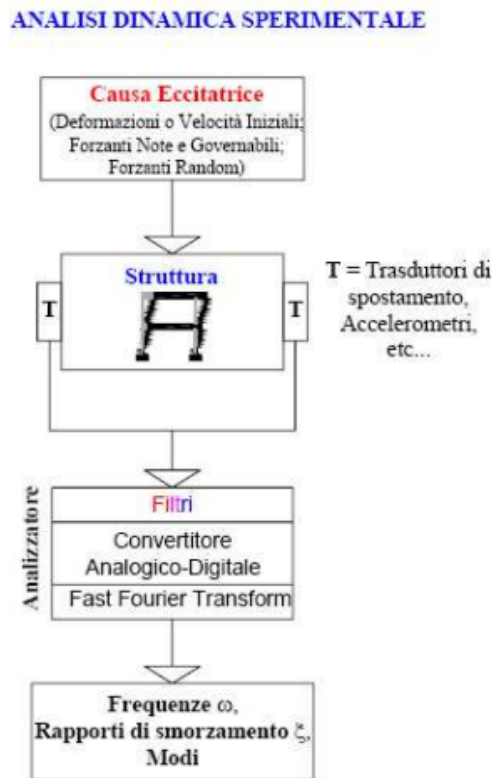 ANALISI DINAMICA SPERIMENTALE
Causa Eccitatrice
(Deformazioni o Velocità Iniziali;
Forzanti Note e Governabili;
Forzanti Random)
Struttura
T
T
T = Trasduttori di
spostamento,
Accelerometri,
etc...
Analizzatore
Filtri
Convertitore
Analogico-Digitale
Fast Fourier Transform
Frequenze ω,
Rapporti di smorzamento ξ,
Modi